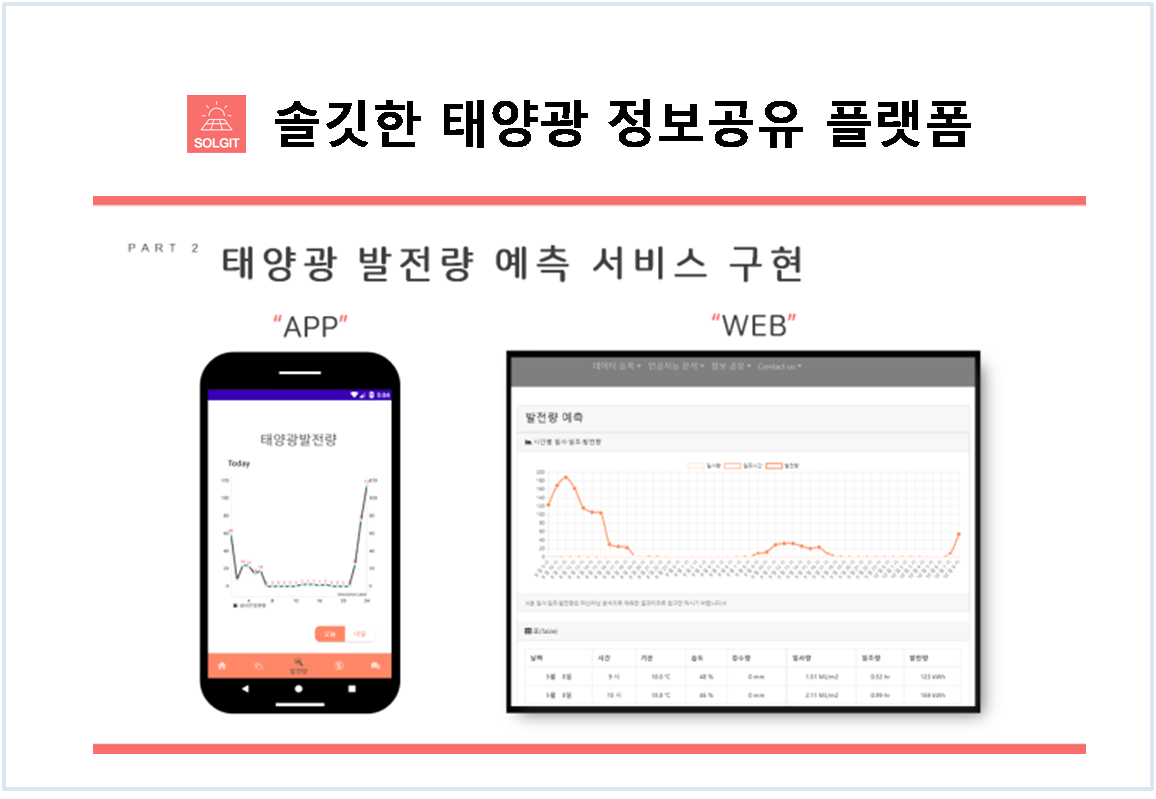 SOLGIT
솔깃한 태양광 정보공유 플랫폼
PART 2
태양광 발전량 예측 서비스 구현
“APP”
“WEB”
5:04
태양광발전량
Today
120
100
80
60
40
20
0
4 8 12 16 20 24
오늘 내일
발전량
데이터 등록 인공지능 분석 정보 공유 Contact us
발전량 예측
시간별 일사·일조·발전량
일사량 일조시간 발전량
200
180
160
140
120
100
80
60
40
20
0
표(Table)
날짜 시간 기온 습도 강수량 일사량 일조량 발전량
5월 8일 9 시 18.0 °C 48 % 0 mm 1.51 MJ/m2 0.52 hr 123 kWh
5월 8일 10 시 18.8 °C 46 % 0 mm 2.11 MJ/m2 0.89 hr 169 kWh